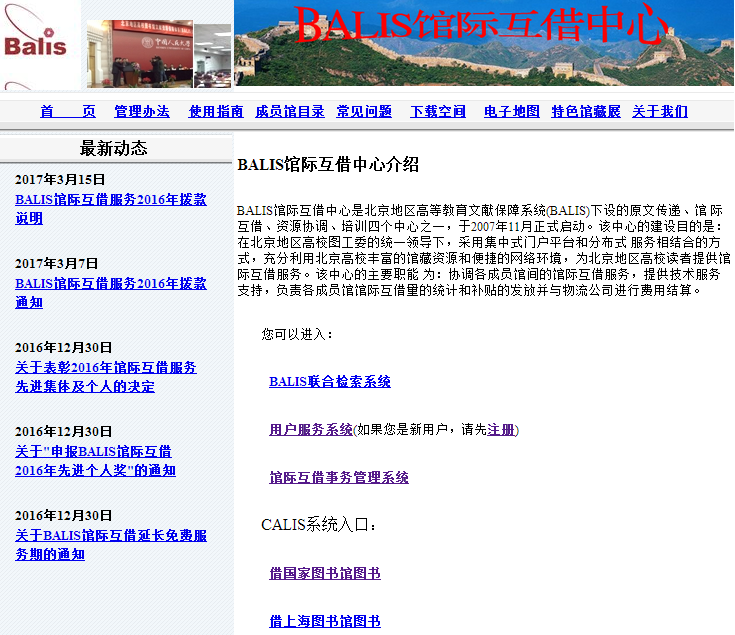 Balis
中国人民大学
BALIS馆际互借中心
首 页 管理办法 使用指南 成员馆目录 常见问题 下载空间 电子地图 特色馆藏展 关于我们
最新动态
2017年3月15日
BALIS馆际互借服务2016年拨款
说明
2017年3月7日
BALIS馆际互借服务2016年拨款
通知
2016年12月30日
关于表彰2016年馆际互借服务
先进集体及个人的决定
2016年12月30日
关于"申报BALIS馆际互借
2016年先进个人奖"的通知
2016年12月30日
关于BALIS馆际互借延长免费服
务期的通知
BALIS馆际互借中心介绍
BALIS馆际互借中心是北京地区高等教育文献保障系统(BALIS)下设的原文传递、馆 际
互借、资源协调、培训四个中心之一，于2007年11月正式启动。该中心的建设目的是：
在北京地区高校图工委的统一领导下，采用集中式门户平台和分布式 服务相结合的方
式，充分利用北京高校丰富的馆藏资源和便捷的网络环境，为北京地区高校读者提供馆
际互借服务。该中心的主要职能 为：协调各成员馆间的馆际互借服务，提供技术服务
支持，负责各成员馆馆际互借量的统计和补贴的发放并与物流公司进行费用结算。
您可以进入：
BALIS联合检索系统
用户服务系统(如果您是新用户，请先注册)
馆际互借事务管理系统
CALIS系统入口：
借国家图书馆图书
借上海图书馆图书